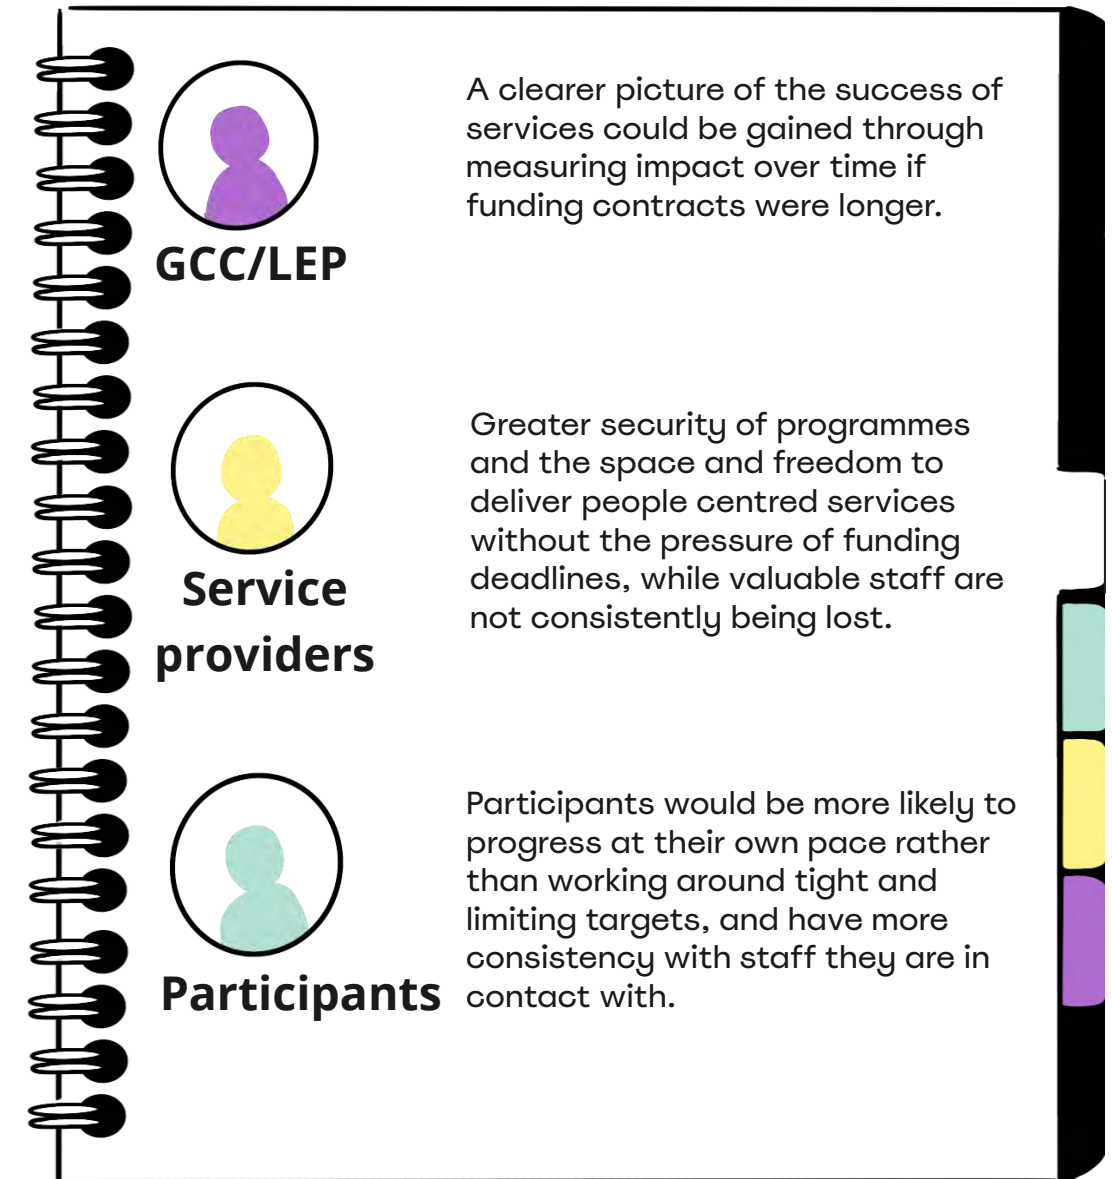 A clearer picture of the success of
services could be gained through
measuring impact over time if
funding contracts were longer.
GCC/LEP
Greater security of programmes
and the space and freedom to
deliver people centred services
without the pressure of funding
deadlines, while valuable staff are
not consistently being lost.
Service
providers
Participants would be more likely to
progress at their own pace rather
than working around tight and
limiting targets, and have more
consistency with staff they are in
contact with.
Participants